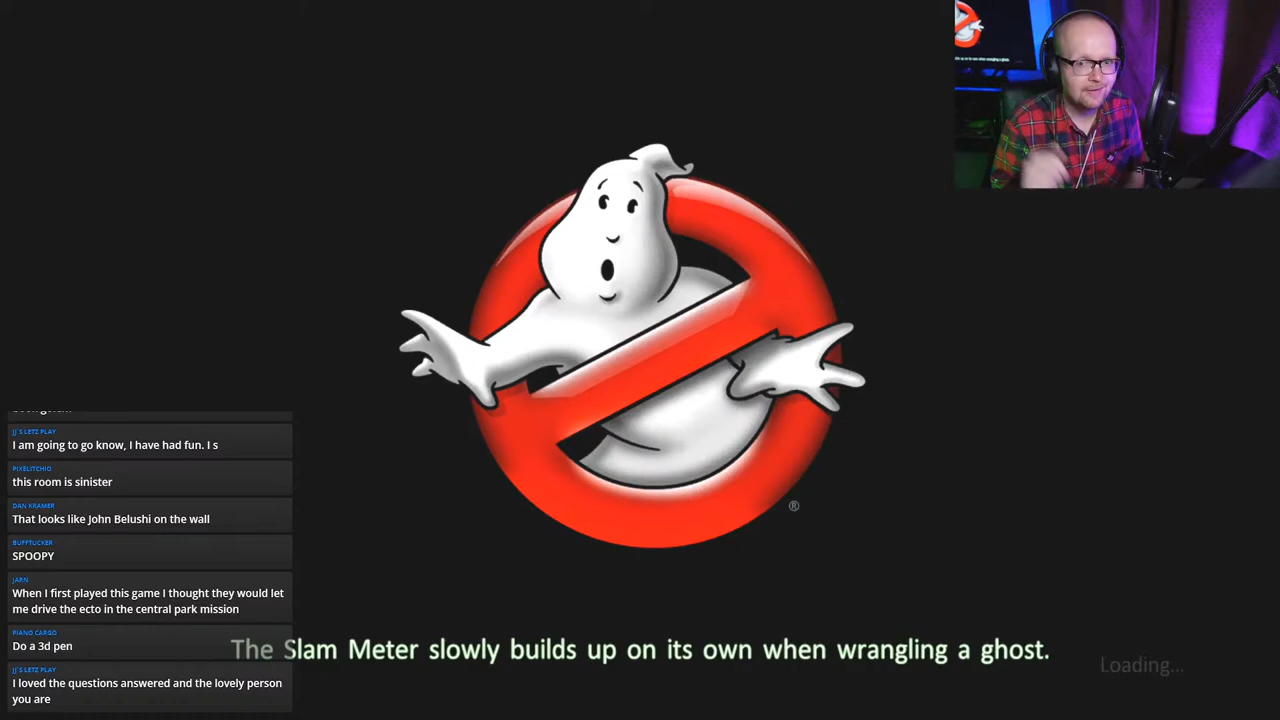 JJ'S LETZ PLAY
I am going to go know, I have had fun. I s
PIXELITCHIO
this room is sinister
DAN KRAMER
That looks like John Belushi on the wall
BUFFTUCKER
SPOOPY
JARN
When I first played this game I thought they would let
me drive the ecto in the central park mission
PIANO CARGO
Do a 3d pen
JJ'S LETZ PLAY
I loved the questions answered and the lovely person
you are
®
The Slam Meter slowly builds up on its own when wrangling a ghost.
Loading...